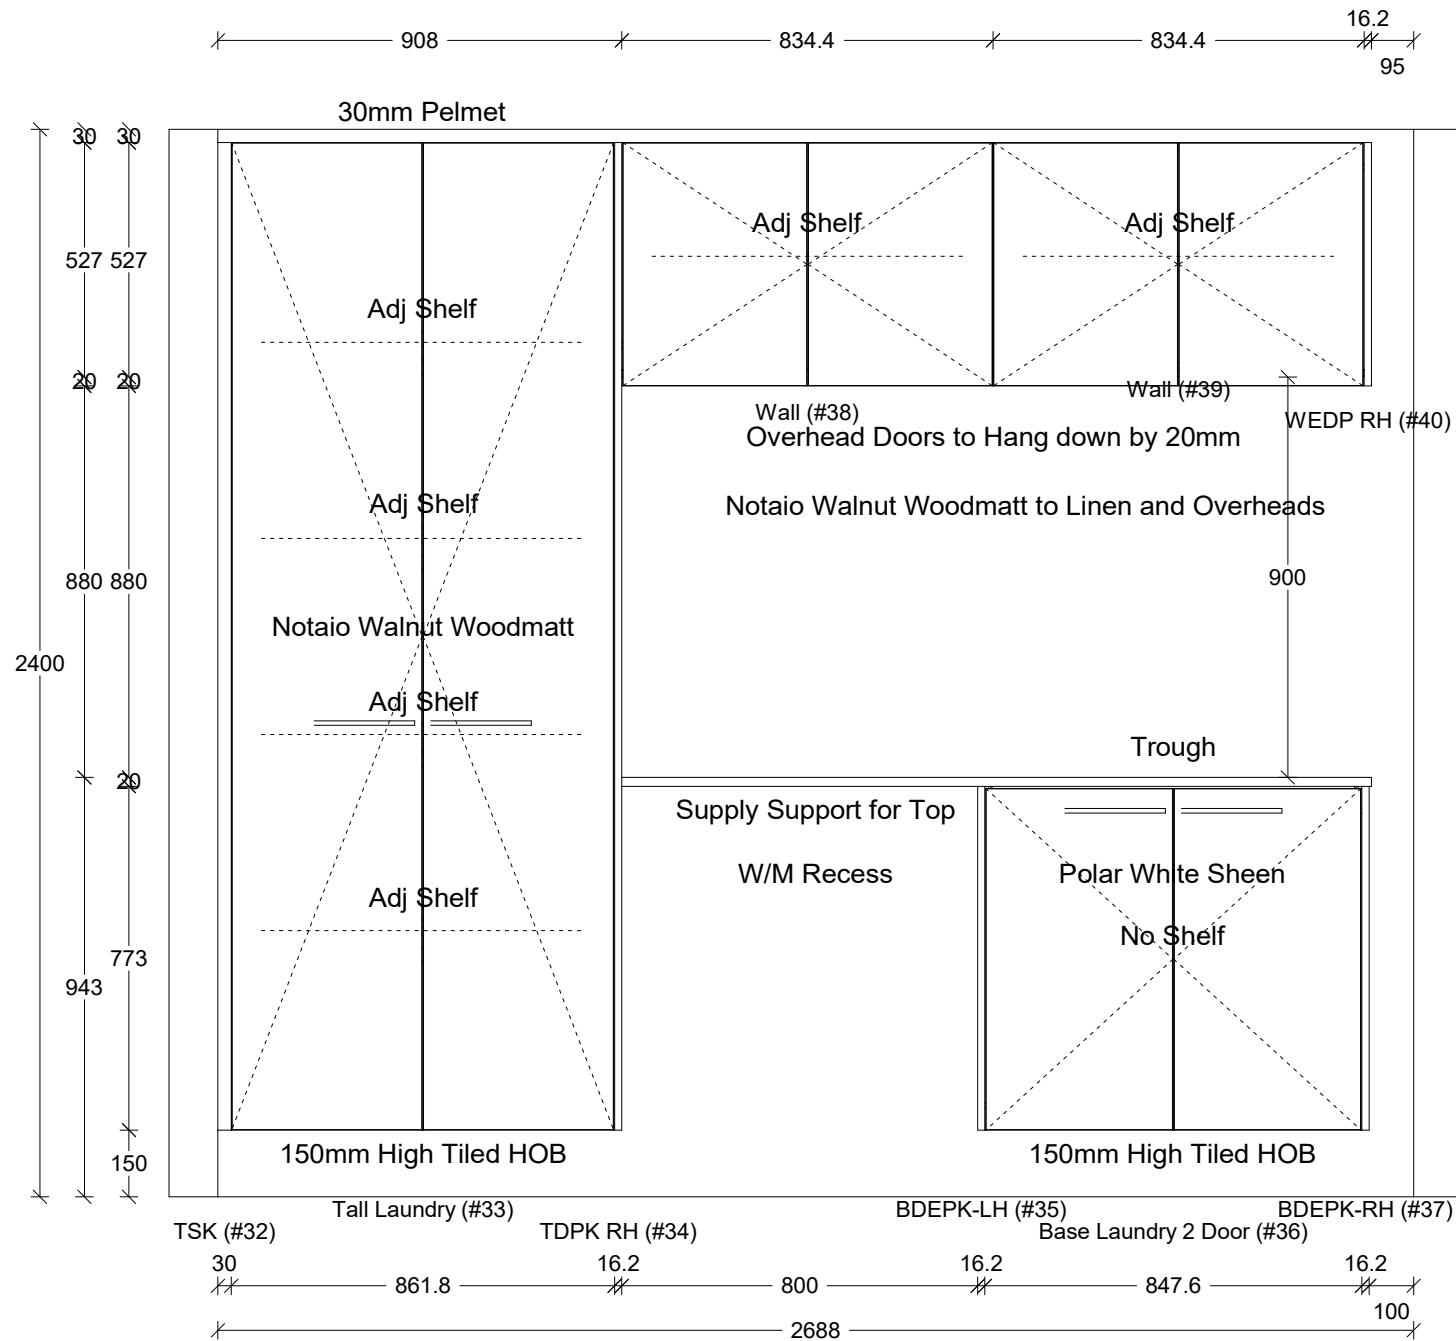 16.2
908
834.4
834.4
95
30mm Pelmet
30
30
Adj Shelf
Adj Shelf
527
527
Adj Shelf
20
20
Wall (#39)
Wall (#38)
WEDP RH (#40)
Overhead Doors to Hang down by 20mm
Adj Shelf
Notaio Walnut Woodmatt to Linen and Overheads
880
880
900
Notaio Walnut Woodmatt
2400
Adj Shelf
Trough
20
Supply Support for Top
W/M Recess
Polar White Sheen
Adj Shelf
No Shelf
773
943
150mm High Tiled HOB
150mm High Tiled HOB
150
Tall Laundry (#33)
BDEPK-LH (#35)
BDEPK-RH (#37)
TSK (#32)
TDPK RH (#34)
Base Laundry 2 Door (#36)
30
16.2
16.2
16.2
861.8
800
847.6
100
2688